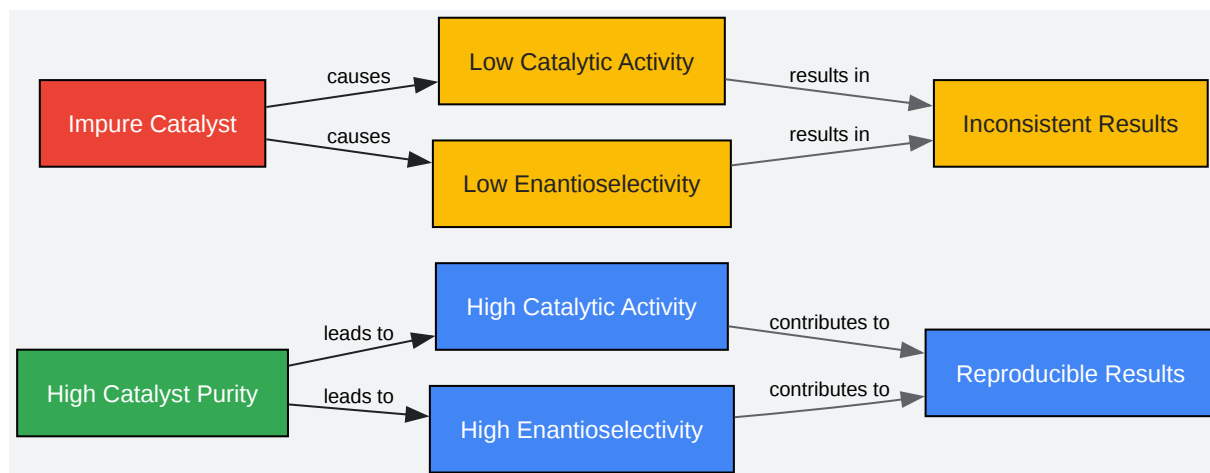 Impure Catalyst
causes
causes
Low Catalytic Activity
Low Enantioselectivity
results in
results in
Inconsistent Results
High Catalyst Purity
leads to
leads to
High Catalytic Activity
High Enantioselectivity
contributes to
contributes to
Reproducible Results